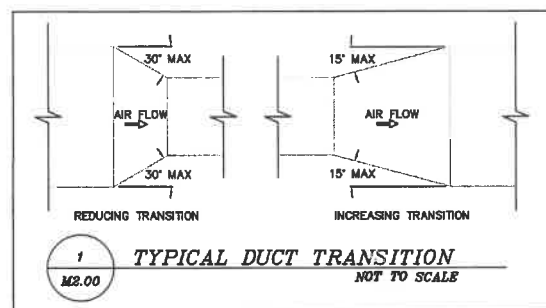 30° MAX
15° MAX
AIR FLOW
AIR FLOW
30° MAX
15° MAX
REDUCING TRANSITION
INCREASING TRANSITION
1
TYPICAL DUCT TRANSITION
M2.00
NOT TO SCALE